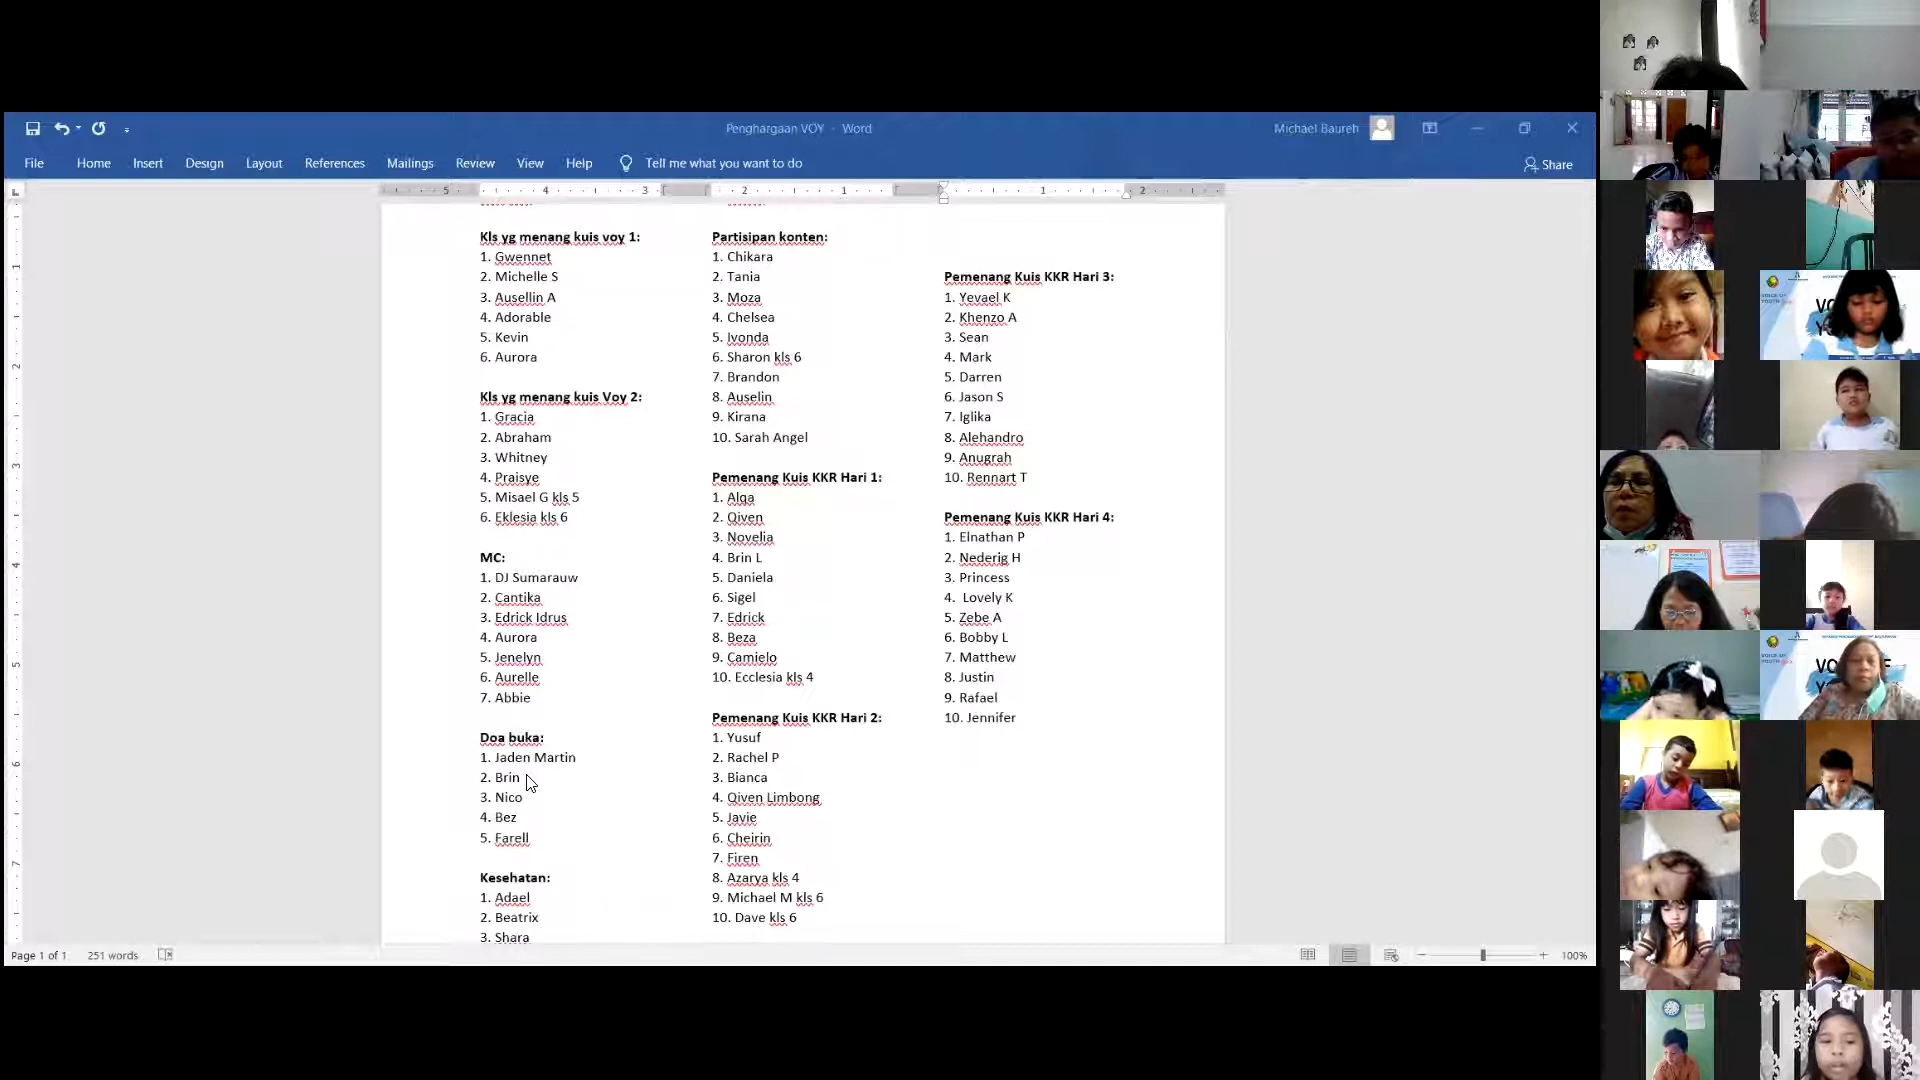 Penghargaan VOY - Word
Michael Baureh
File Home Insert Design Layout References Mailings Review View Help Tell me what you want to do Share
Kls yg menang kuis voy 1:
1. Gwennet
2. Michelle S
3. Ausellin A
4. Adorable
5. Kevin
6. Aurora
Kls yg menang kuis Voy 2:
1. Gracia
2. Abraham
3. Whitney
4. Praisye
5. Misael G kls 5
6. Eklesia kls 6
MC:
1. DJ Sumarauw
2. Cantika
3. Edrick Idrus
4. Aurora
5. Jenelyn
6. Aurelle
7. Abbie
Doa buka:
1. Jaden Martin
2. Brin
3. Nico
4. Bez
5. Farell
Kesehatan:
1. Adael
2. Beatrix
3. Shara
Partisipan konten:
1. Chikara
2. Tania
3. Moza
4. Chelsea
5. Ivonda
6. Sharon kls 6
7. Brandon
8. Auselin
9. Kirana
10. Sarah Angel
Pemenang Kuis KKR Hari 1:
1. Alqa
2. Qiven
3. Novelia
4. Brin L
5. Daniela
6. Sigel
7. Edrick
8. Beza
9. Camielo
10. Ecclesia kls 4
Pemenang Kuis KKR Hari 2:
1. Yusuf
2. Rachel P
3. Bianca
4. Qiven Limbong
5. Javie
6. Cheirin
7. Firen
8. Azarya kls 4
9. Michael M kls 6
10. Dave kls 6
Pemenang Kuis KKR Hari 3:
1. Yevael K
2. Khenzo A
3. Sean
4. Mark
5. Darren
6. Jason S
7. Iglika
8. Alehandro
9. Anugrah
10. Rennart T
Pemenang Kuis KKR Hari 4:
1. Elnathan P
2. Nederig H
3. Princess
4. Lovely K
5. Zebe A
6. Bobby L
7. Matthew
8. Justin
9. Rafael
10. Jennifer
Page 1 of 1 251 words 100%